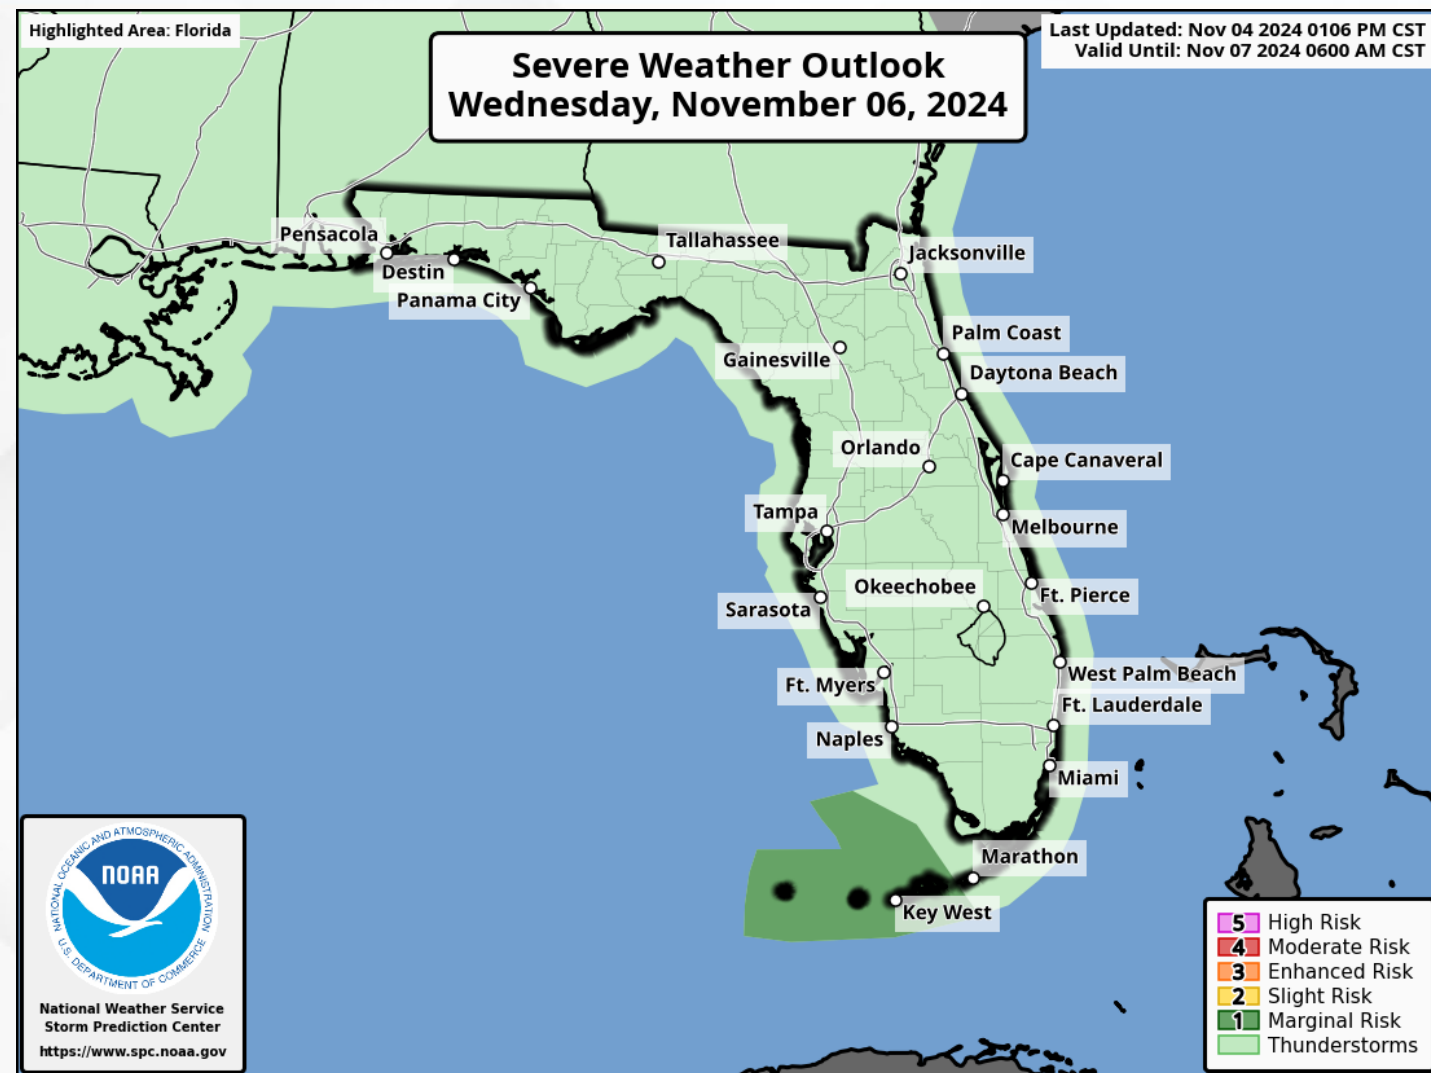 Highlighted Area: Florida
Severe Weather Outlook
Wednesday, November 06, 2024
Last Updated: Nov 04 2024 0106 PM CST
Valid Until: Nov 07 2024 0600 AM CST
Pensacola
Tallahassee
Jacksonville
Destin
Panama City
Palm Coast
Gainesville
Daytona Beach
Orlando
Cape Canaveral
Tampa
Melbourne
Okeechobee
Ft. Pierce
Sarasota
West Palm Beach
Ft. Myers
Ft. Lauderdale
Naples
Miami
Marathon
Key West
NATIONAL OCEANIC AND ATMOSPHERIC ADMINISTRATION
NOAA
U.S. DEPARTMENT OF COMMERCE
National Weather Service
Storm Prediction Center
https://www.spc.noaa.gov
5 High Risk
4 Moderate Risk
3 Enhanced Risk
2 Slight Risk
1 Marginal Risk
Thunderstorms